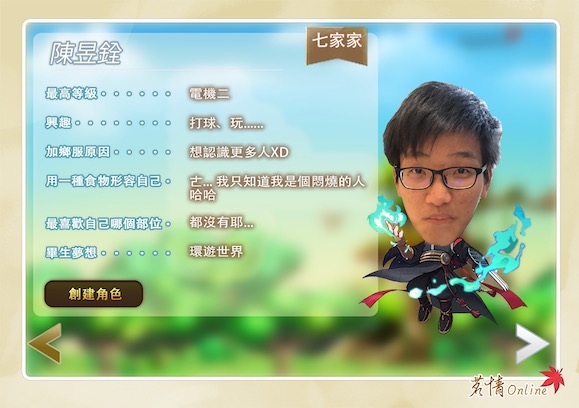 陳昱銓
七家家
最高等級・・・・・・ 電機二
興趣・・・・・・・・ 打球、玩......
加鄉服原因・・・・・ 想認識更多人XD
用一種食物形容自己・ 古... 我只知道我是個悶燒的人
哈哈
最喜歡自己哪個部位・ 都沒有耶...
畢生夢想・・・・・・ 環遊世界
創建角色
茗情Online